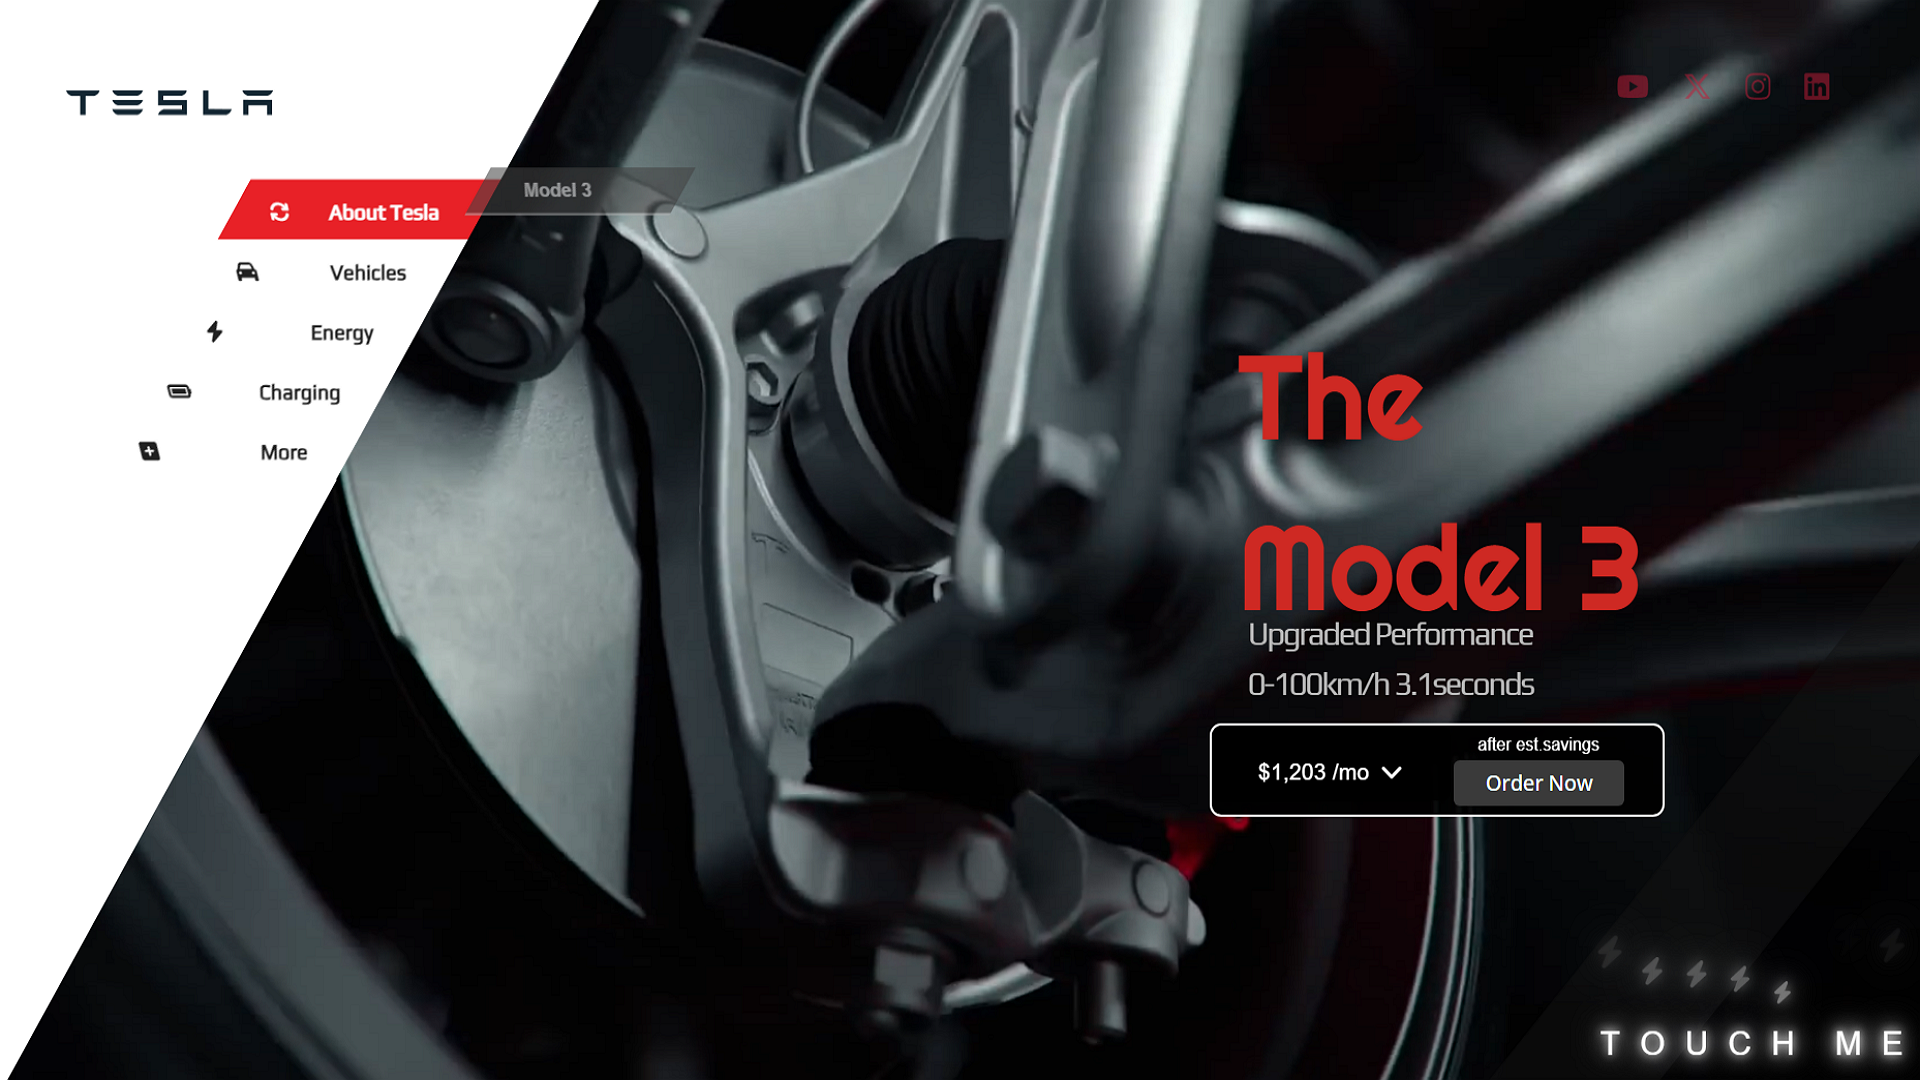 TESLA
About Tesla
Model 3
Vehicles
Energy
Charging
More
The
Model 3
Upgraded Performance
0-100km/h 3.1seconds
after est.savings
$1,203 /mo
Order Now
TOUCH ME